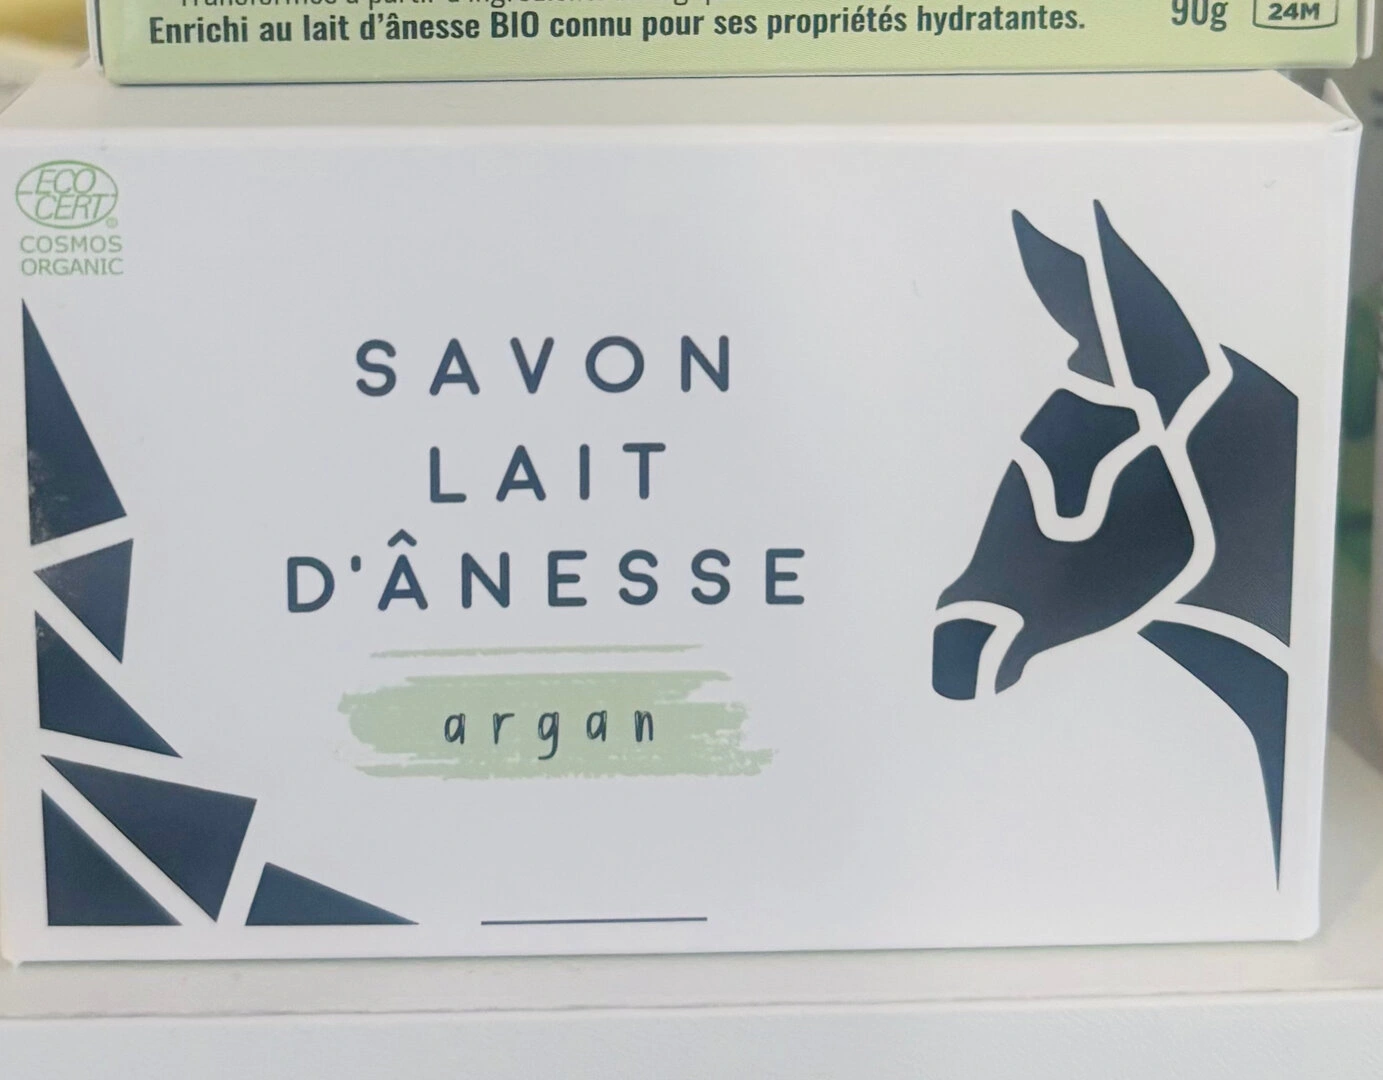 Enrichi au lait d’ânesse BIO connu pour ses propriétés hydratantes.
90g
24M
ECO
CERT®
COSMOS
ORGANIC
SAVON
LAIT
D'ÂNESSE
argan